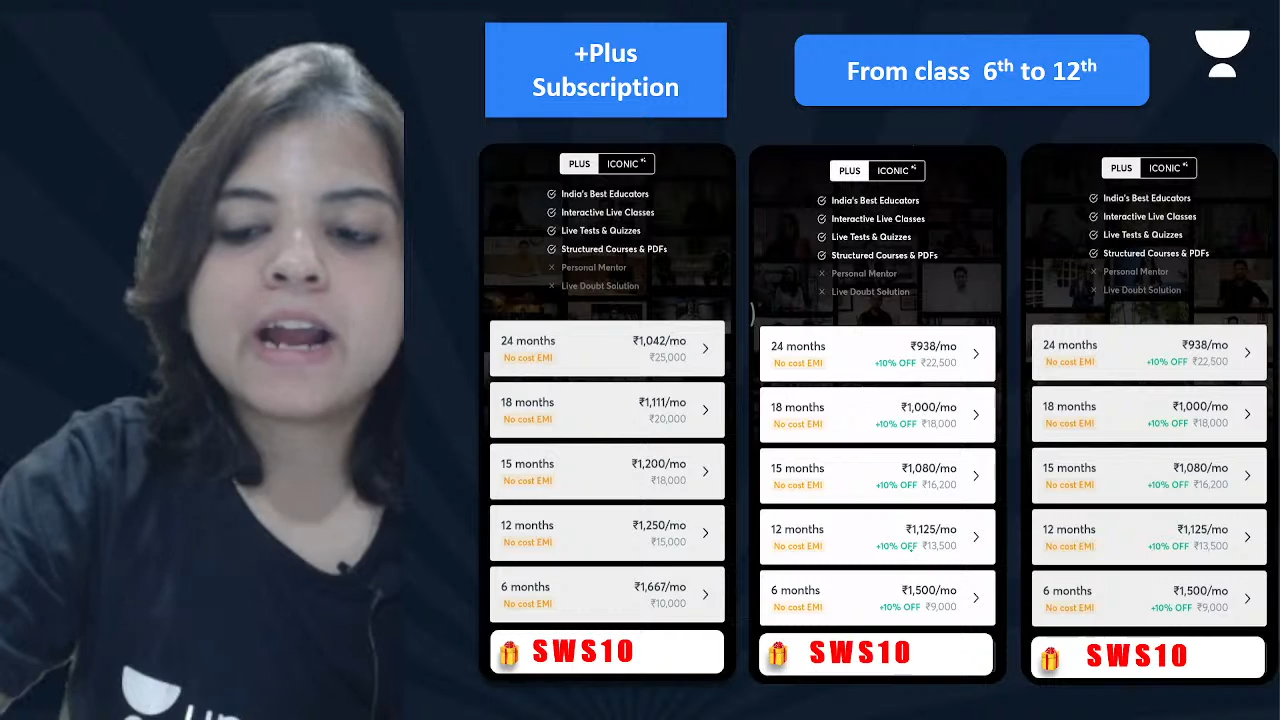 +Plus
Subscription
From class 6th to 12th
PLUS ICONIC
India's Best Educators
Interactive Live Classes
Live Tests & Quizzes
Structured Courses & PDFs
Personal Mentor
Live Doubt Solution
24 months ₹1,042/mo
No cost EMI ₹25,000
18 months ₹1,111/mo
No cost EMI ₹20,000
15 months ₹1,200/mo
No cost EMI ₹18,000
12 months ₹1,250/mo
No cost EMI ₹15,000
6 months ₹1,667/mo
No cost EMI ₹10,000
SWS10
PLUS ICONIC
India's Best Educators
Interactive Live Classes
Live Tests & Quizzes
Structured Courses & PDFs
Personal Mentor
Live Doubt Solution
24 months ₹938/mo
No cost EMI +10% OFF ₹22,500
18 months ₹1,000/mo
No cost EMI +10% OFF ₹18,000
15 months ₹1,080/mo
No cost EMI +10% OFF ₹16,200
12 months ₹1,125/mo
No cost EMI +10% OFF ₹13,500
6 months ₹1,500/mo
No cost EMI +10% OFF ₹9,000
SWS10
PLUS ICONIC
India's Best Educators
Interactive Live Classes
Live Tests & Quizzes
Structured Courses & PDFs
Personal Mentor
Live Doubt Solution
24 months ₹938/mo
No cost EMI +10% OFF ₹22,500
18 months ₹1,000/mo
No cost EMI +10% OFF ₹18,000
15 months ₹1,080/mo
No cost EMI +10% OFF ₹16,200
12 months ₹1,125/mo
No cost EMI +10% OFF ₹13,500
6 months ₹1,500/mo
No cost EMI +10% OFF ₹9,000
SWS10